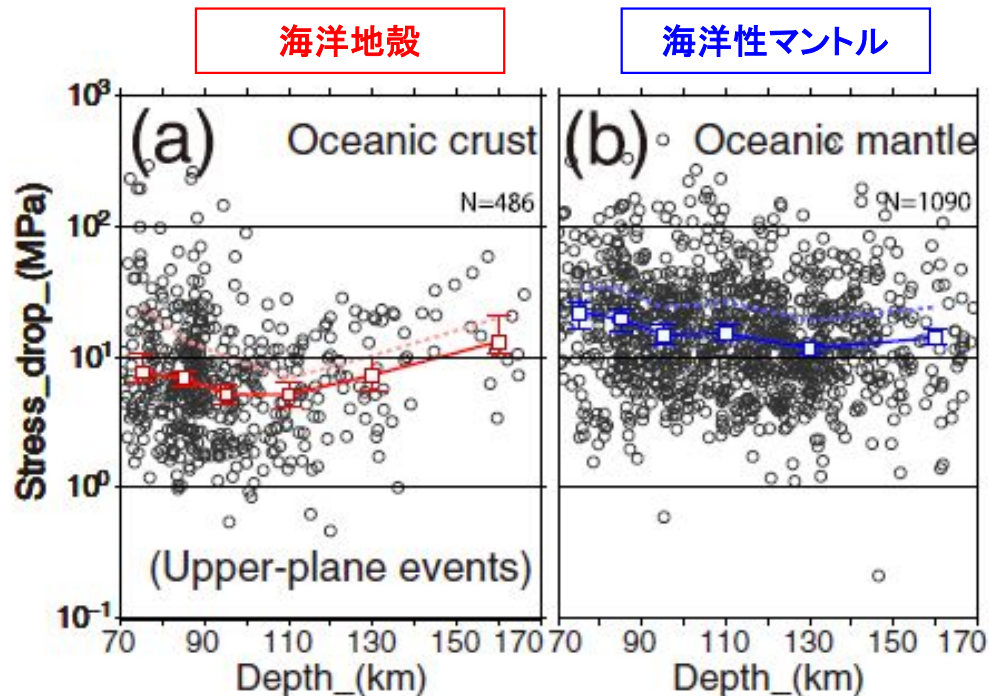 海洋地殻
海洋性マントル
(a) Oceanic crust
N=486
(Upper-plane events)
(b) Oceanic mantle
N=1090
Stress_drop_(MPa)
10³
10²
10¹
10⁰
10⁻¹
70 90 110 130 150 170
70 90 110 130 150 170
Depth_(km)
Depth_(km)